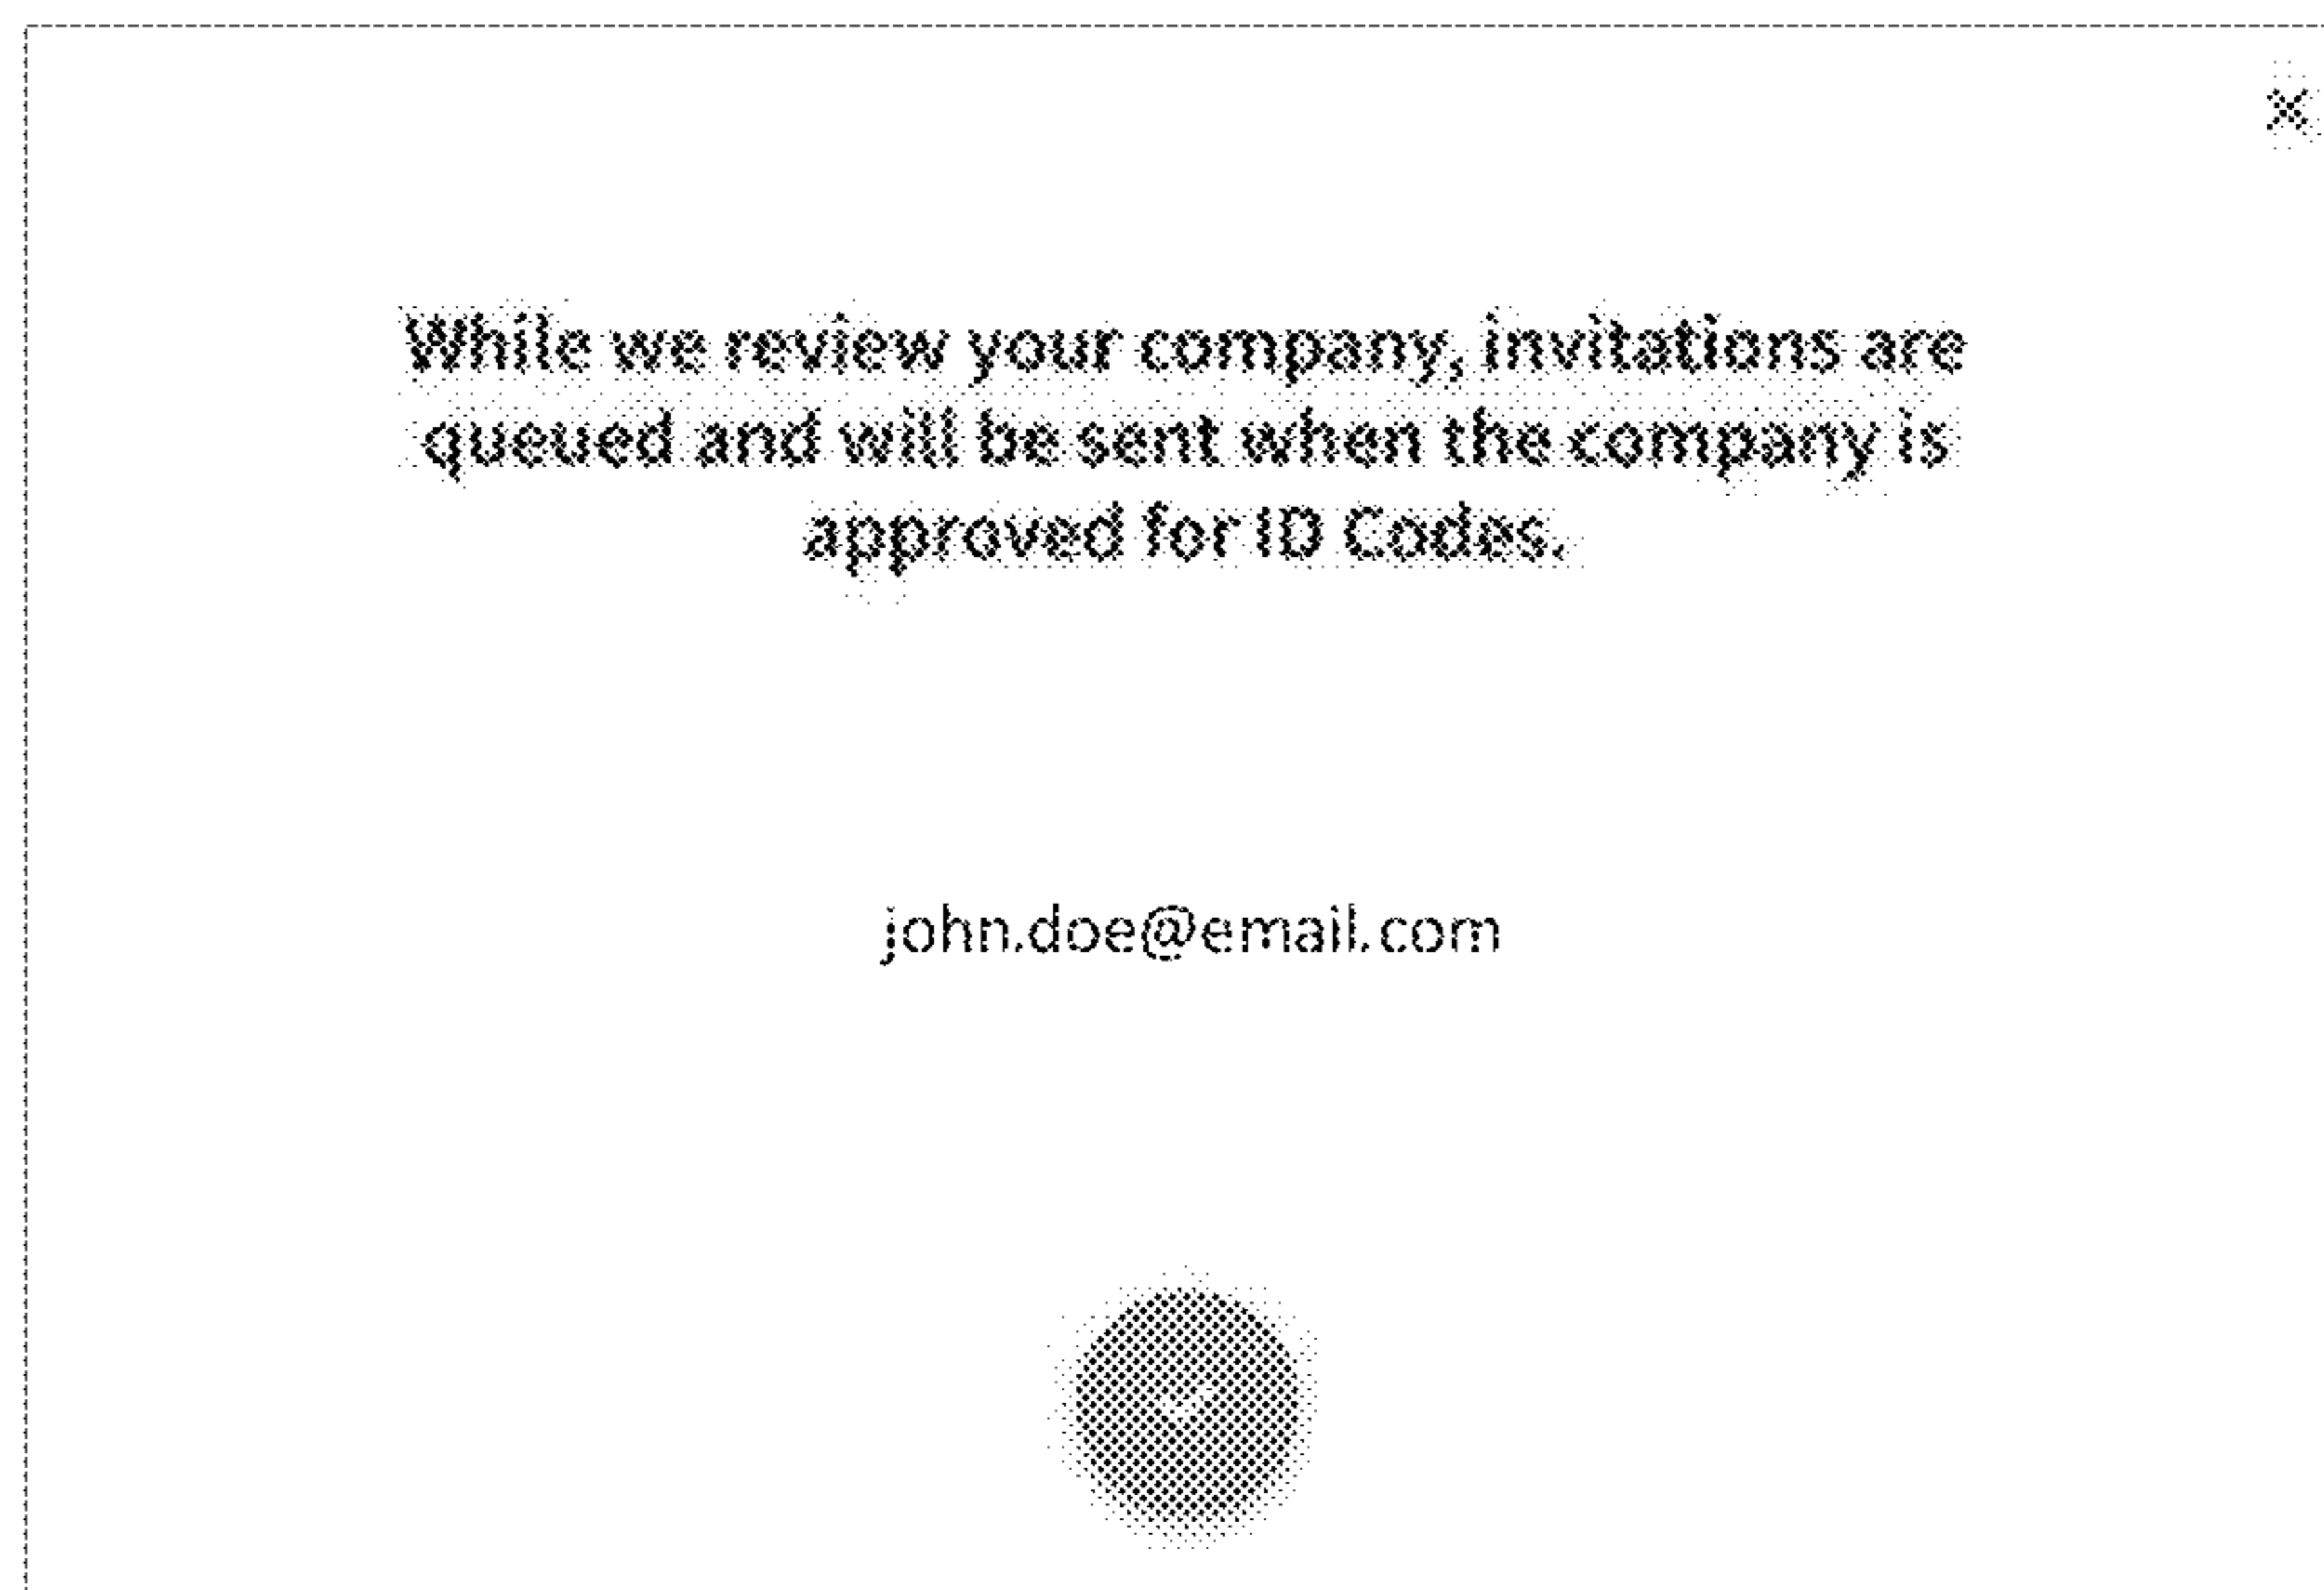 While we review your company, invitations are
queued and will be sent when the company is
approved for ID Codes.
john.doe@email.com